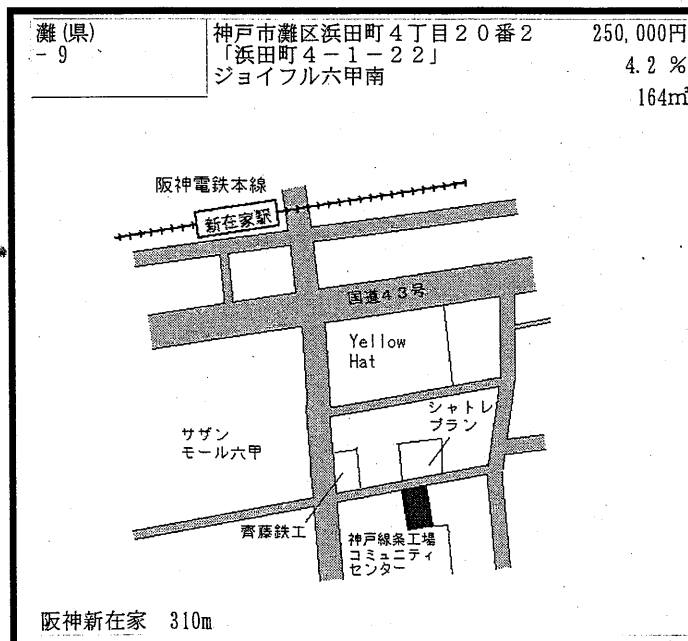 灘(県)
- 9
神戸市灘区浜田町4丁目20番2
「浜田町4-1-22」
ジョイフル六甲南
250,000円
4.2 %
164㎡
阪神電鉄本線
新在家駅
国道43号
Yellow
Hat
シャトレ
ブラン
サザン
モール六甲
齊藤鉄工
神戸線条工場
コミュニティ
センター
阪神新在家 310m